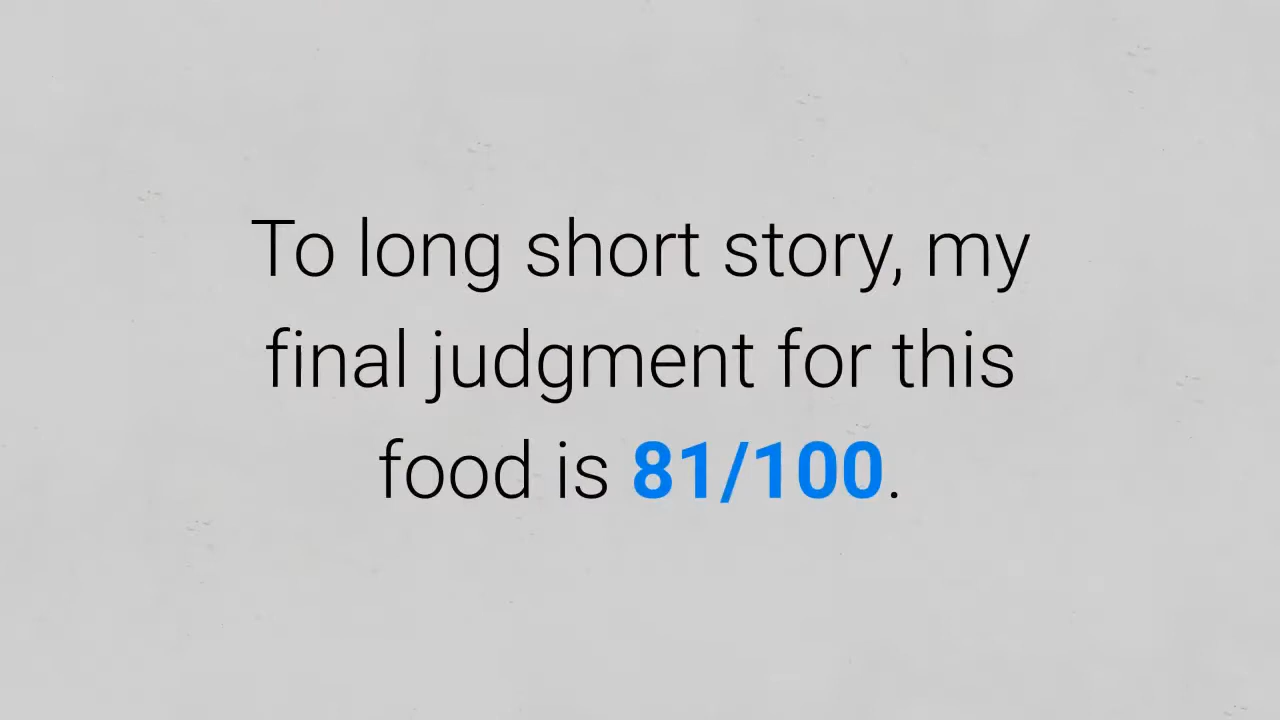 To long short story, my
final judgment for this
food is 81/100.